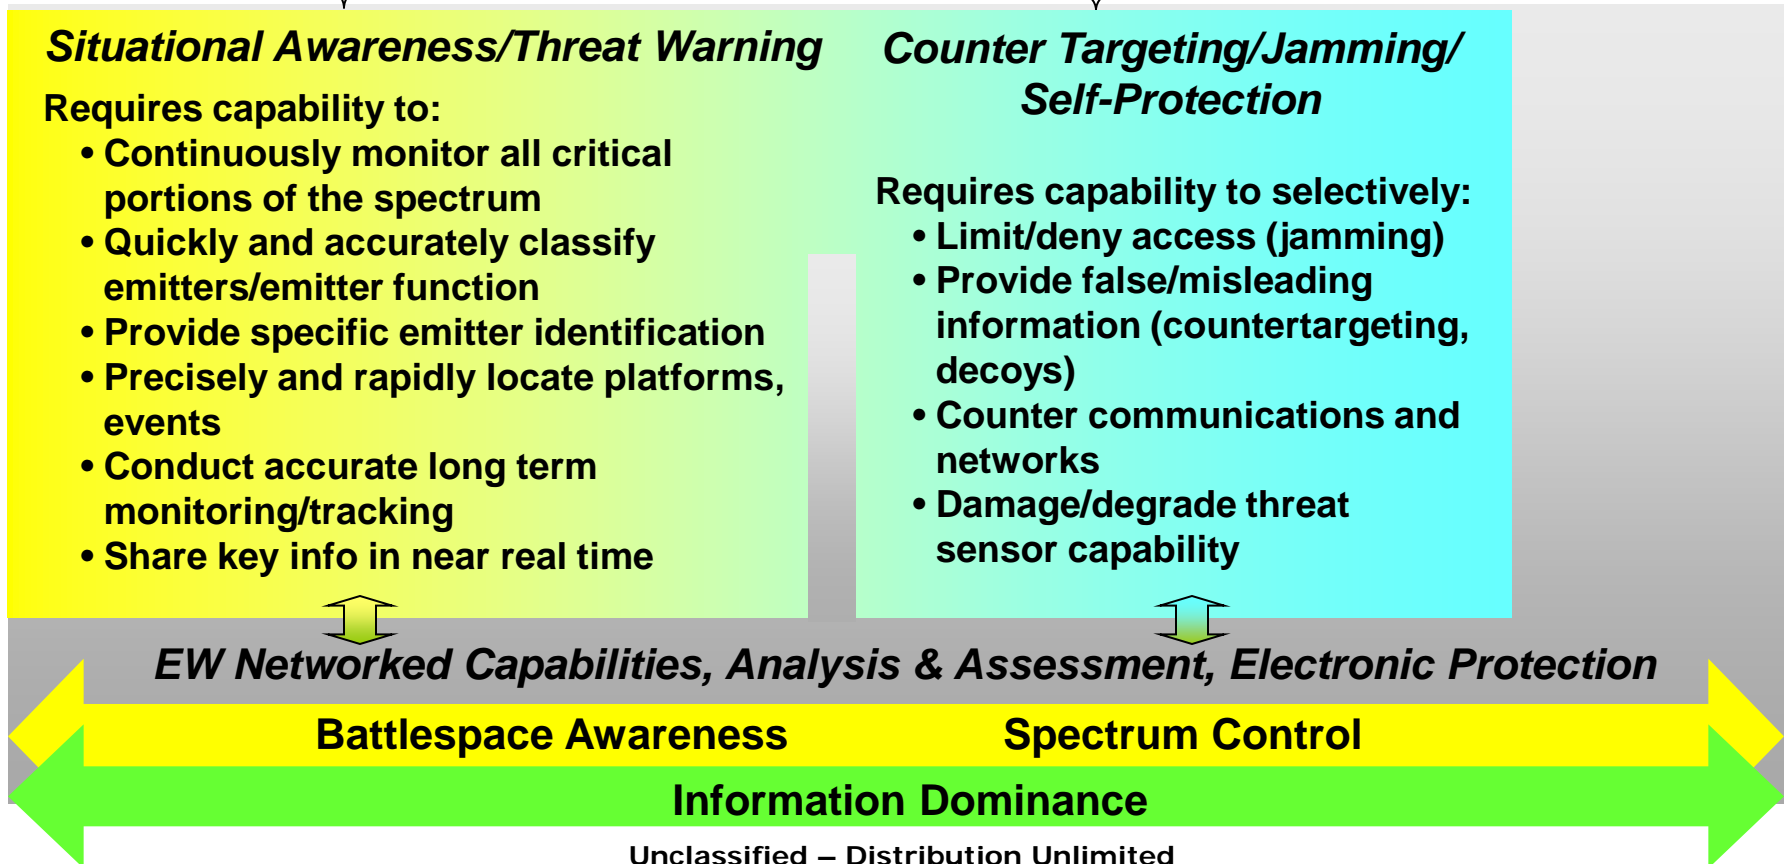 Situational Awareness/Threat Warning
Requires capability to:
• Continuously monitor all critical
portions of the spectrum
• Quickly and accurately classify
emitters/emitter function
• Provide specific emitter identification
• Precisely and rapidly locate platforms,
events
• Conduct accurate long term
monitoring/tracking
• Share key info in near real time
Counter Targeting/Jamming/
Self-Protection
Requires capability to selectively:
• Limit/deny access (jamming)
• Provide false/misleading
information (countertargeting,
decoys)
• Counter communications and
networks
• Damage/degrade threat
sensor capability
EW Networked Capabilities, Analysis & Assessment, Electronic Protection
Battlespace Awareness Spectrum Control
Information Dominance
Unclassified – Distribution Unlimited